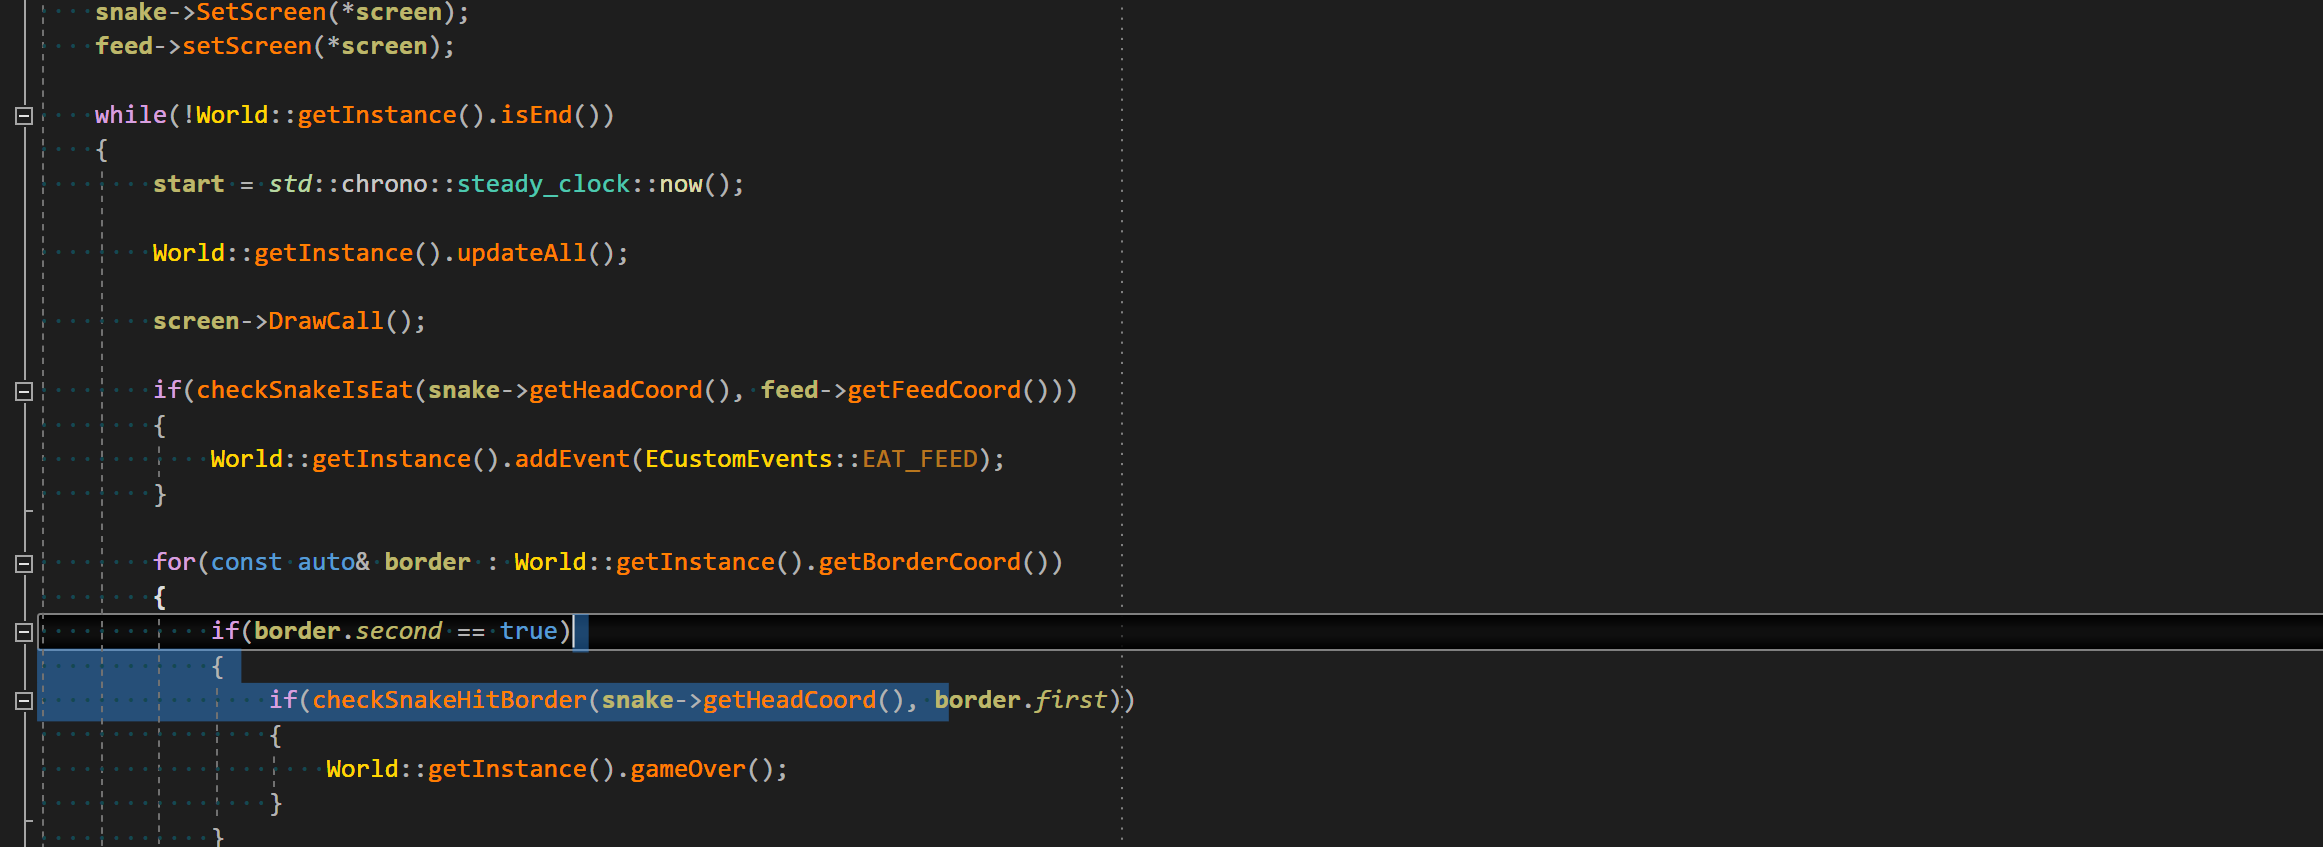 snake->SetScreen(*screen);
feed->setScreen(*screen);
while(!World::getInstance().isEnd())
{
start = std::chrono::steady_clock::now();
World::getInstance().updateAll();
screen->DrawCall();
if(checkSnakeIsEat(snake->getHeadCoord(), feed->getFeedCoord()))
{
World::getInstance().addEvent(ECustomEvents::EAT_FEED);
}
for(const auto& border : World::getInstance().getBorderCoord())
{
if(border.second == true)
{
if(checkSnakeHitBorder(snake->getHeadCoord(), border.first))
{
World::getInstance().gameOver();
}
}